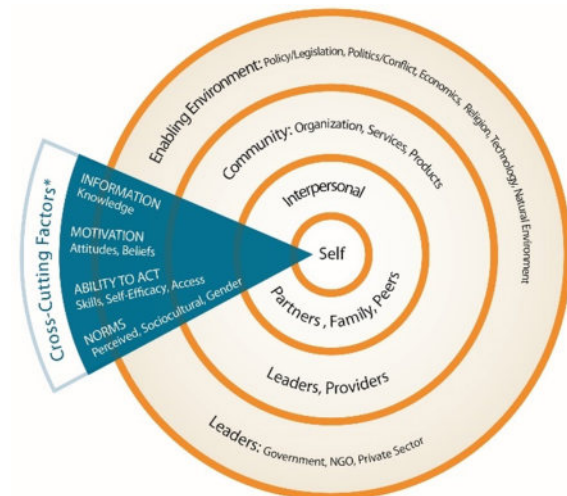 Enabling Environment: Policy/Legislation, Politics/Conflict, Economics, Religion, Technology, Natural Environment
Community: Organization, Services, Products
Interpersonal
Self
Partners , Family, Peers
Leaders, Providers
Leaders: Government, NGO, Private Sector
Cross-Cutting Factors*
INFORMATION
Knowledge
MOTIVATION
Attitudes, Beliefs
ABILITY TO ACT
Skills, Self-Efficacy, Access
NORMS
Perceived, Sociocultural, Gender